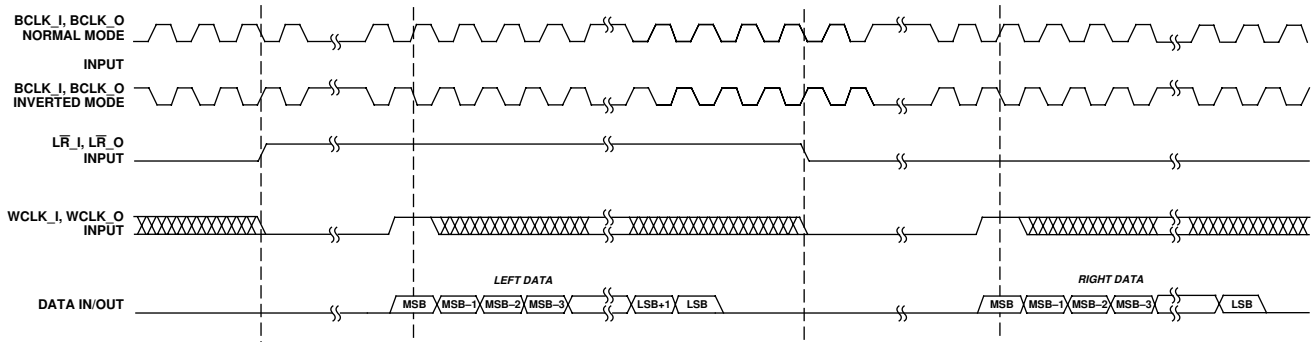 BCLK_I, BCLK_O
NORMAL MODE
INPUT
BCLK_I, BCLK_O
INVERTED MODE
LR̅_I, LR̅_O
INPUT
WCLK_I, WCLK_O
INPUT
LEFT DATA
RIGHT DATA
DATA IN/OUT
MSB MSB–1 MSB–2 MSB–3 LSB+1 LSB MSB MSB–1 MSB–2 MSB–3 LSB